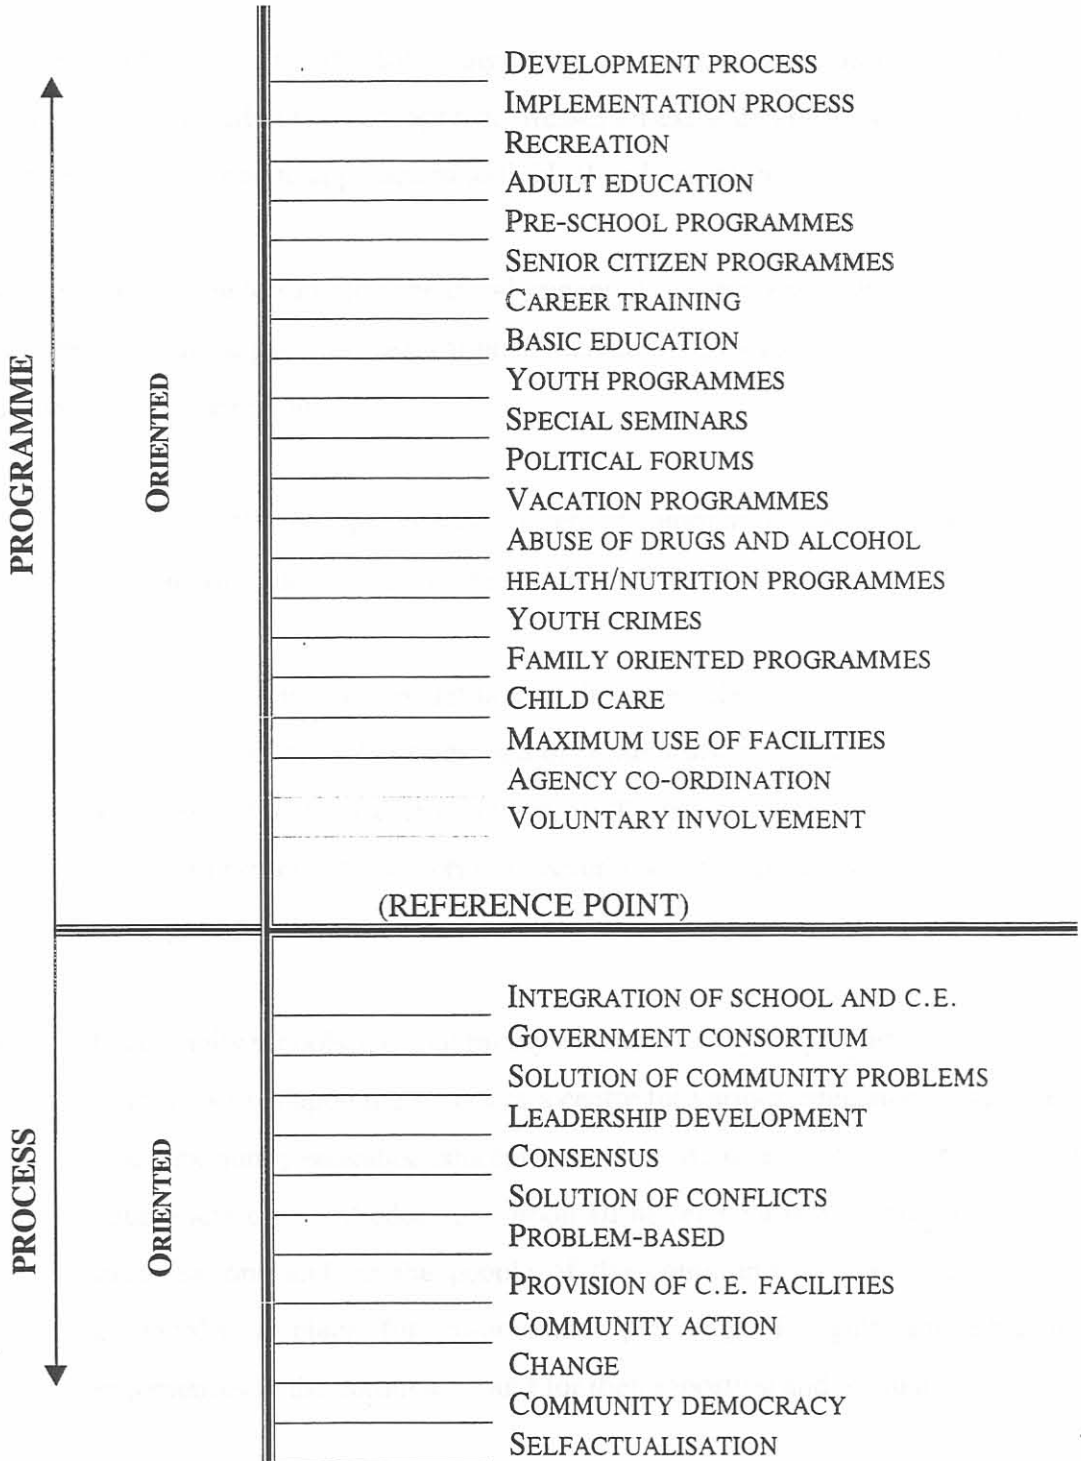 DEVELOPMENT PROCESS
IMPLEMENTATION PROCESS
RECREATION
ADULT EDUCATION
PRE-SCHOOL PROGRAMMES
SENIOR CITIZEN PROGRAMMES
CAREER TRAINING
BASIC EDUCATION
YOUTH PROGRAMMES
SPECIAL SEMINARS
POLITICAL FORUMS
VACATION PROGRAMMES
ABUSE OF DRUGS AND ALCOHOL
HEALTH/NUTRITION PROGRAMMES
YOUTH CRIMES
FAMILY ORIENTED PROGRAMMES
CHILD CARE
MAXIMUM USE OF FACILITIES
AGENCY CO-ORDINATION
VOLUNTARY INVOLVEMENT
PROGRAMME
ORIENTED
(REFERENCE POINT)
INTEGRATION OF SCHOOL AND C.E.
GOVERNMENT CONSORTIUM
SOLUTION OF COMMUNITY PROBLEMS
LEADERSHIP DEVELOPMENT
CONSENSUS
SOLUTION OF CONFLICTS
PROBLEM-BASED
PROVISION OF C.E. FACILITIES
COMMUNITY ACTION
CHANGE
COMMUNITY DEMOCRACY
SELFACTUALISATION
PROCESS
ORIENTED